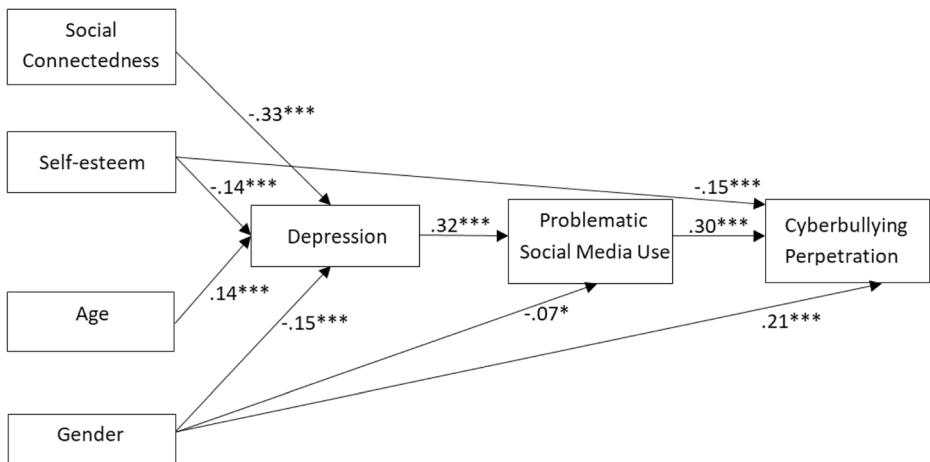 Social
Connectedness
-.33***
Self-esteem
-.14***
-.15***
Depression
.32***
Problematic
Social Media Use
.30***
Cyberbullying
Perpetration
Age
.14***
-.15***
-.07*
.21***
Gender